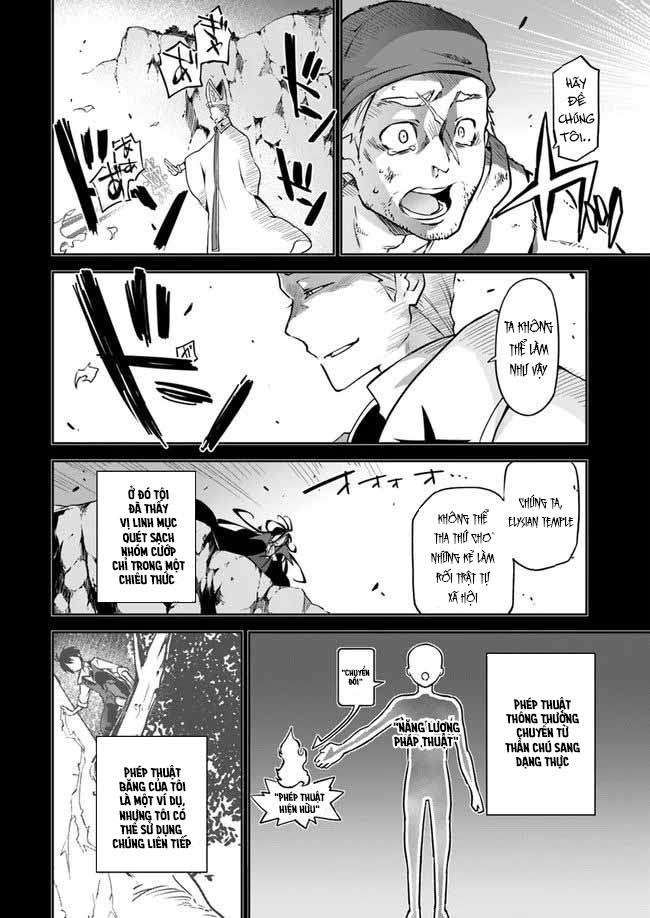 HÃY
ĐỂ
CHÚNG
TÔI..
TA KHÔNG
THỂ LÀM
NHƯ VẬY
CHÚNG TA,
ELYSIAN TEMPLE
KHÔNG THỂ
THA THỨ CHO
NHỮNG KẺ LÀM
RỐI TRẬT TỰ
XÃ HỘI
オオオ...
Ở ĐÓ TÔI
ĐÃ THẤY
VỊ LINH MỤC
QUÉT SẠCH
NHÓM CƯỚP
CHỈ TRONG MỘT
CHIÊU THỨC
PHÉP THUẬT
THÔNG THƯỜNG
CHUYỂN TỪ
THẦN CHÚ SANG
DẠNG THỰC
"CHUYỂN
ĐỔI"
"NĂNG LƯỢNG
PHÁP THUẬT"
"PHÉP THUẬT
HIỆN HỮU"
PHÉP THUẬT
BĂNG CỦA TÔI
LÀ MỘT VÍ DỤ,
NHƯNG TÔI CÓ
THỂ SỬ DỤNG
CHÚNG LIÊN TIẾP